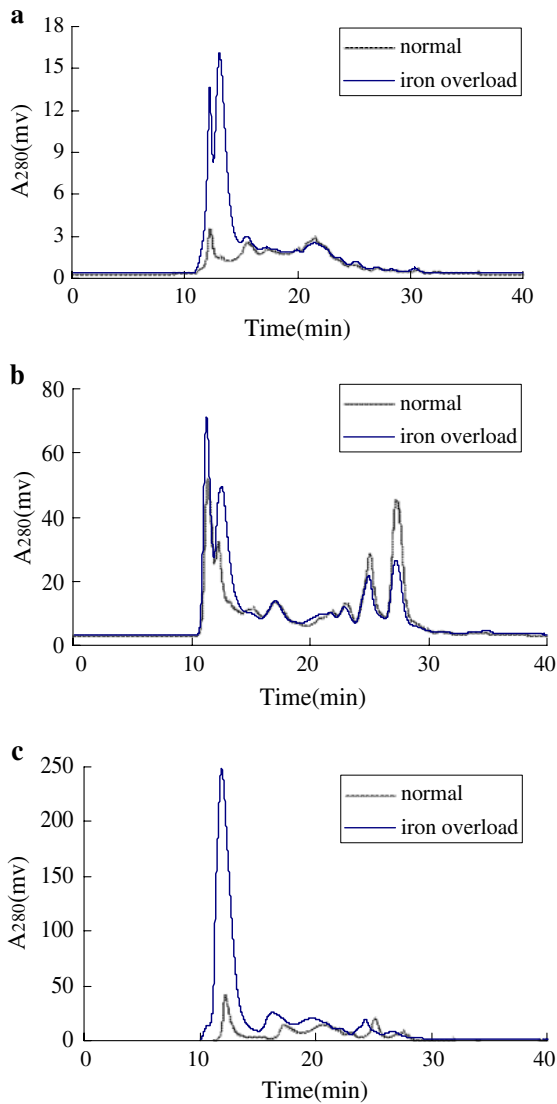 a
18
15
12
9
6
3
0
A280(mv)
normal
iron overload
0 10 20 30 40
Time(min)
b
80
60
40
20
0
A280(mv)
normal
iron overload
0 10 20 30 40
Time(min)
c
250
200
150
100
50
0
A280(mv)
normal
iron overload
0 10 20 30 40
Time(min)